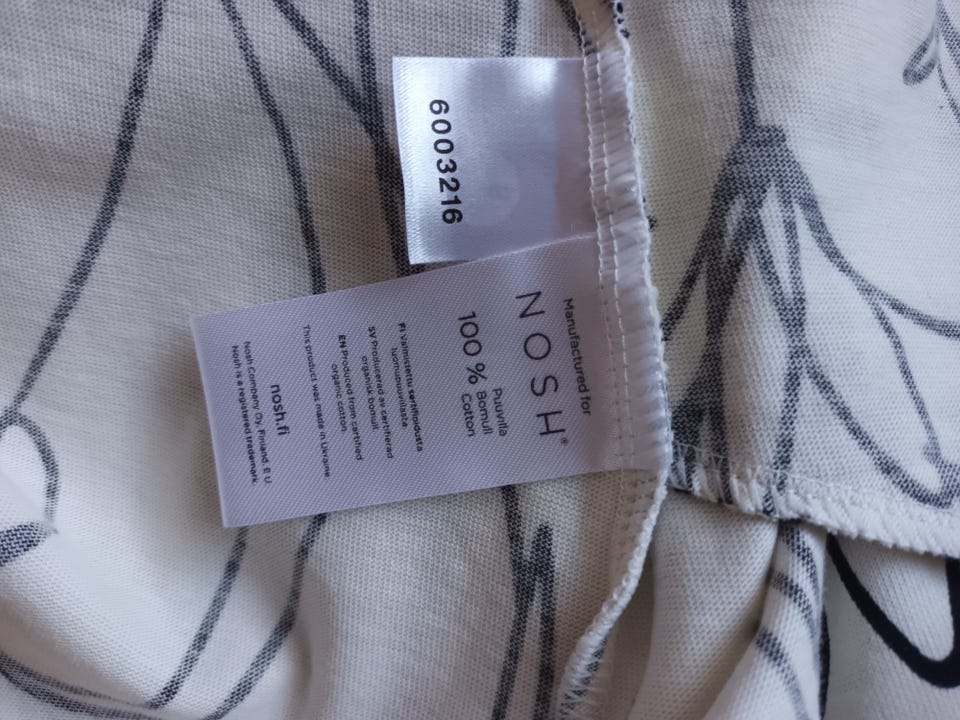 6003216
Manufactured for
NOSH®
100 % Puuvilla
Bomull
Cotton
FI Valmistettu sertifioidusta
luomupuuvillasta.
SV Producerad av certifierad
organisk bomull.
EN Produced from certified
organic cotton.
This product was made in Ukraine.
nosh.fi
Nosh Company Oy, Finland, E U
Nosh is a registered trademark.